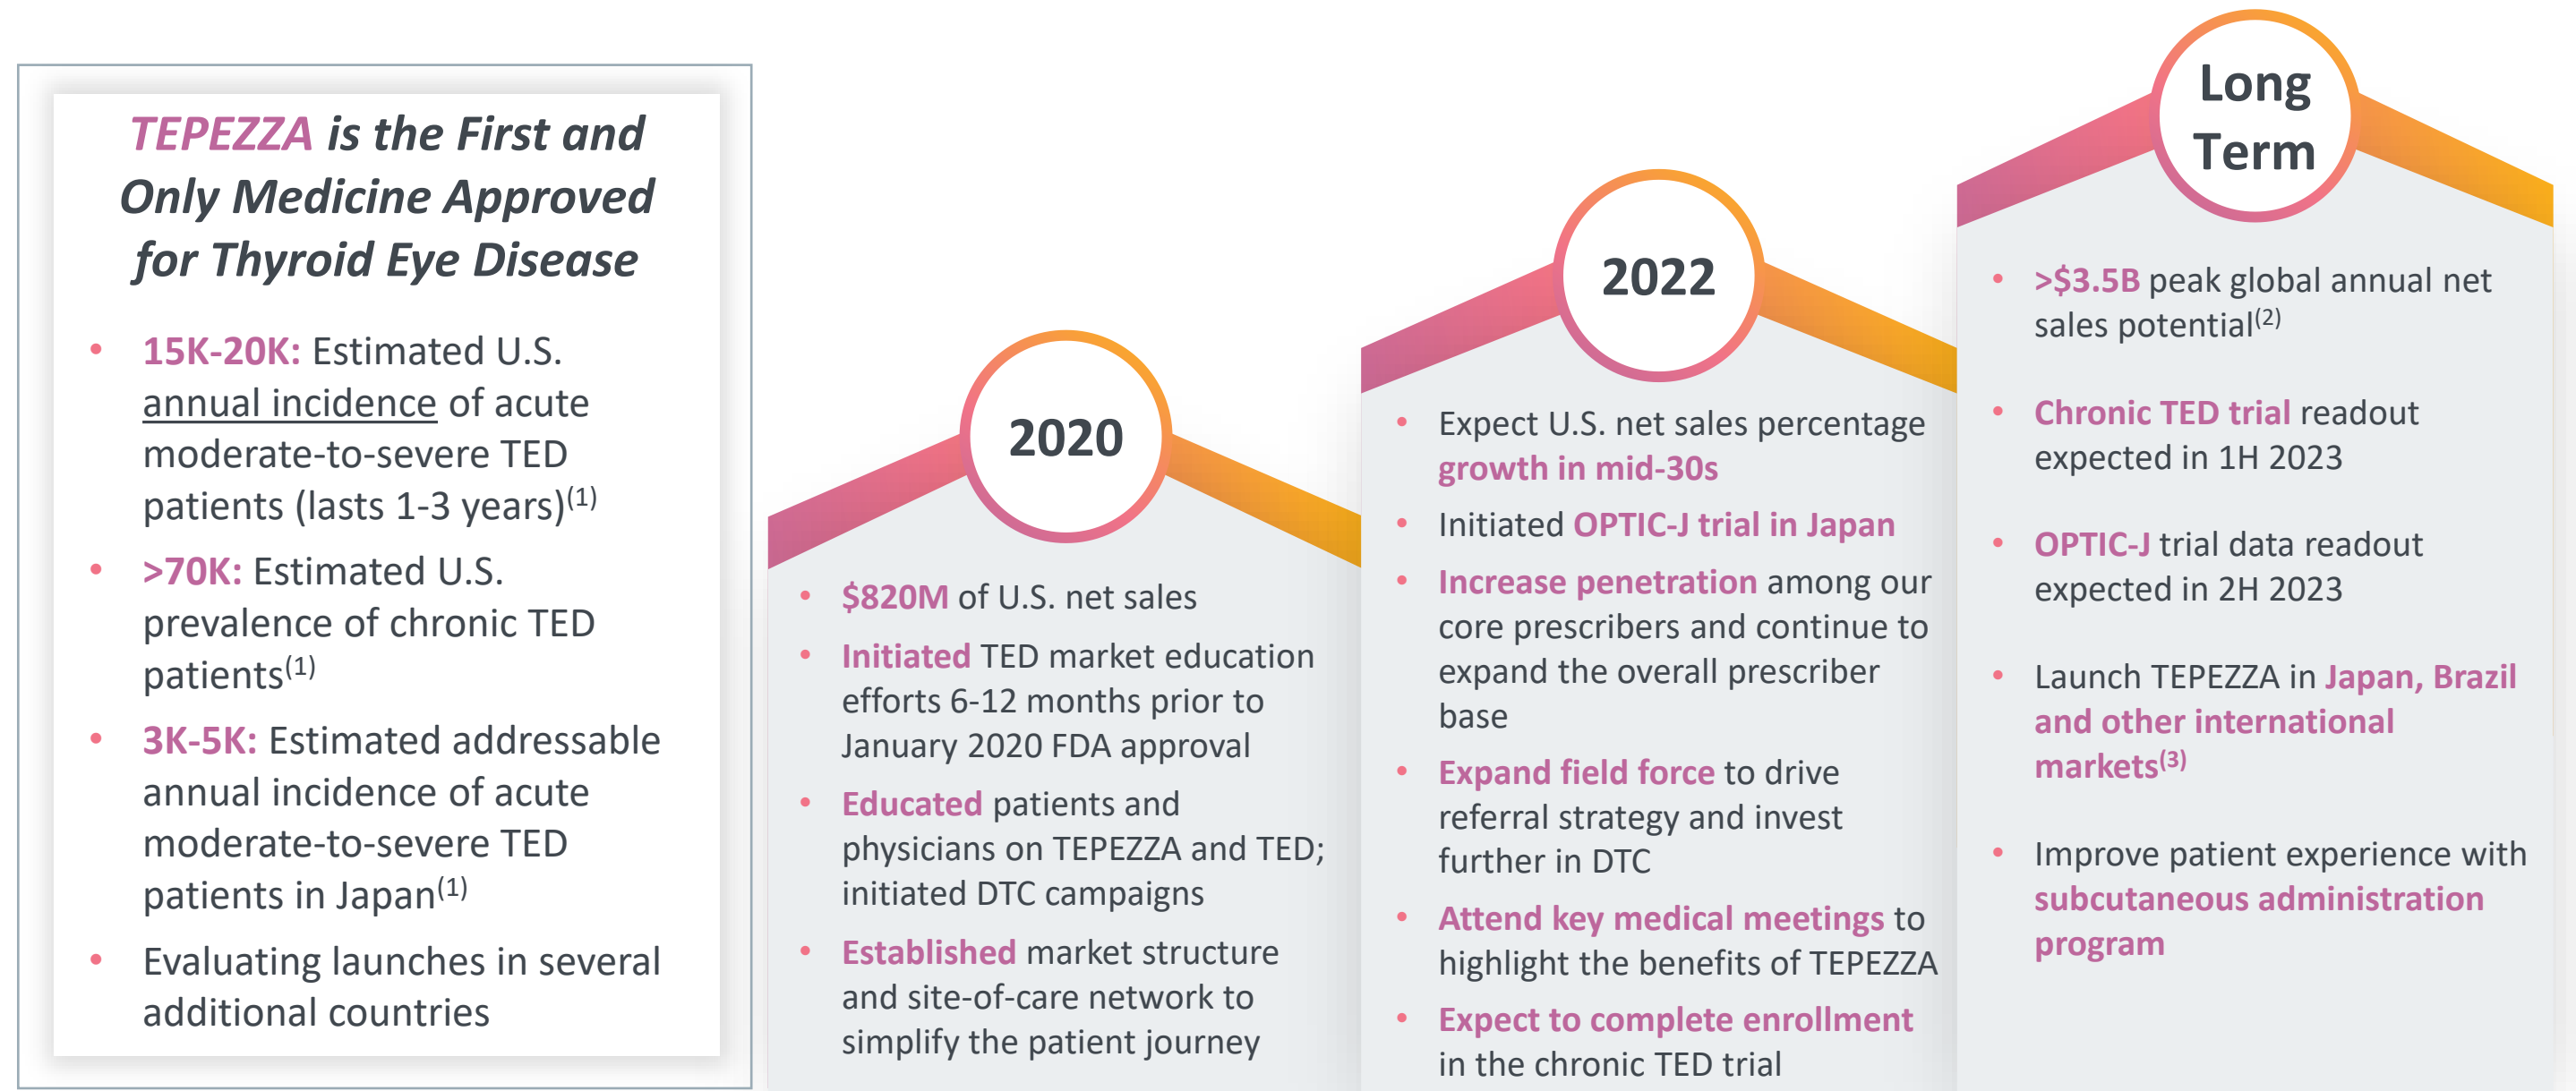 TEPEZZA is the First and
Only Medicine Approved
for Thyroid Eye Disease
• 15K-20K: Estimated U.S.
annual incidence of acute
moderate-to-severe TED
patients (lasts 1-3 years)(1)
• >70K: Estimated U.S.
prevalence of chronic TED
patients(1)
• 3K-5K: Estimated addressable
annual incidence of acute
moderate-to-severe TED
patients in Japan(1)
• Evaluating launches in several
additional countries
2020
• $820M of U.S. net sales
• Initiated TED market education
efforts 6-12 months prior to
January 2020 FDA approval
• Educated patients and
physicians on TEPEZZA and TED;
initiated DTC campaigns
• Established market structure
and site-of-care network to
simplify the patient journey
2022
• Expect U.S. net sales percentage
growth in mid-30s
• Initiated OPTIC-J trial in Japan
• Increase penetration among our
core prescribers and continue to
expand the overall prescriber
base
• Expand field force to drive
referral strategy and invest
further in DTC
• Attend key medical meetings to
highlight the benefits of TEPEZZA
• Expect to complete enrollment
in the chronic TED trial
Long
Term
• >$3.5B peak global annual net
sales potential(2)
• Chronic TED trial readout
expected in 1H 2023
• OPTIC-J trial data readout
expected in 2H 2023
• Launch TEPEZZA in Japan, Brazil
and other international
markets(3)
• Improve patient experience with
subcutaneous administration
program